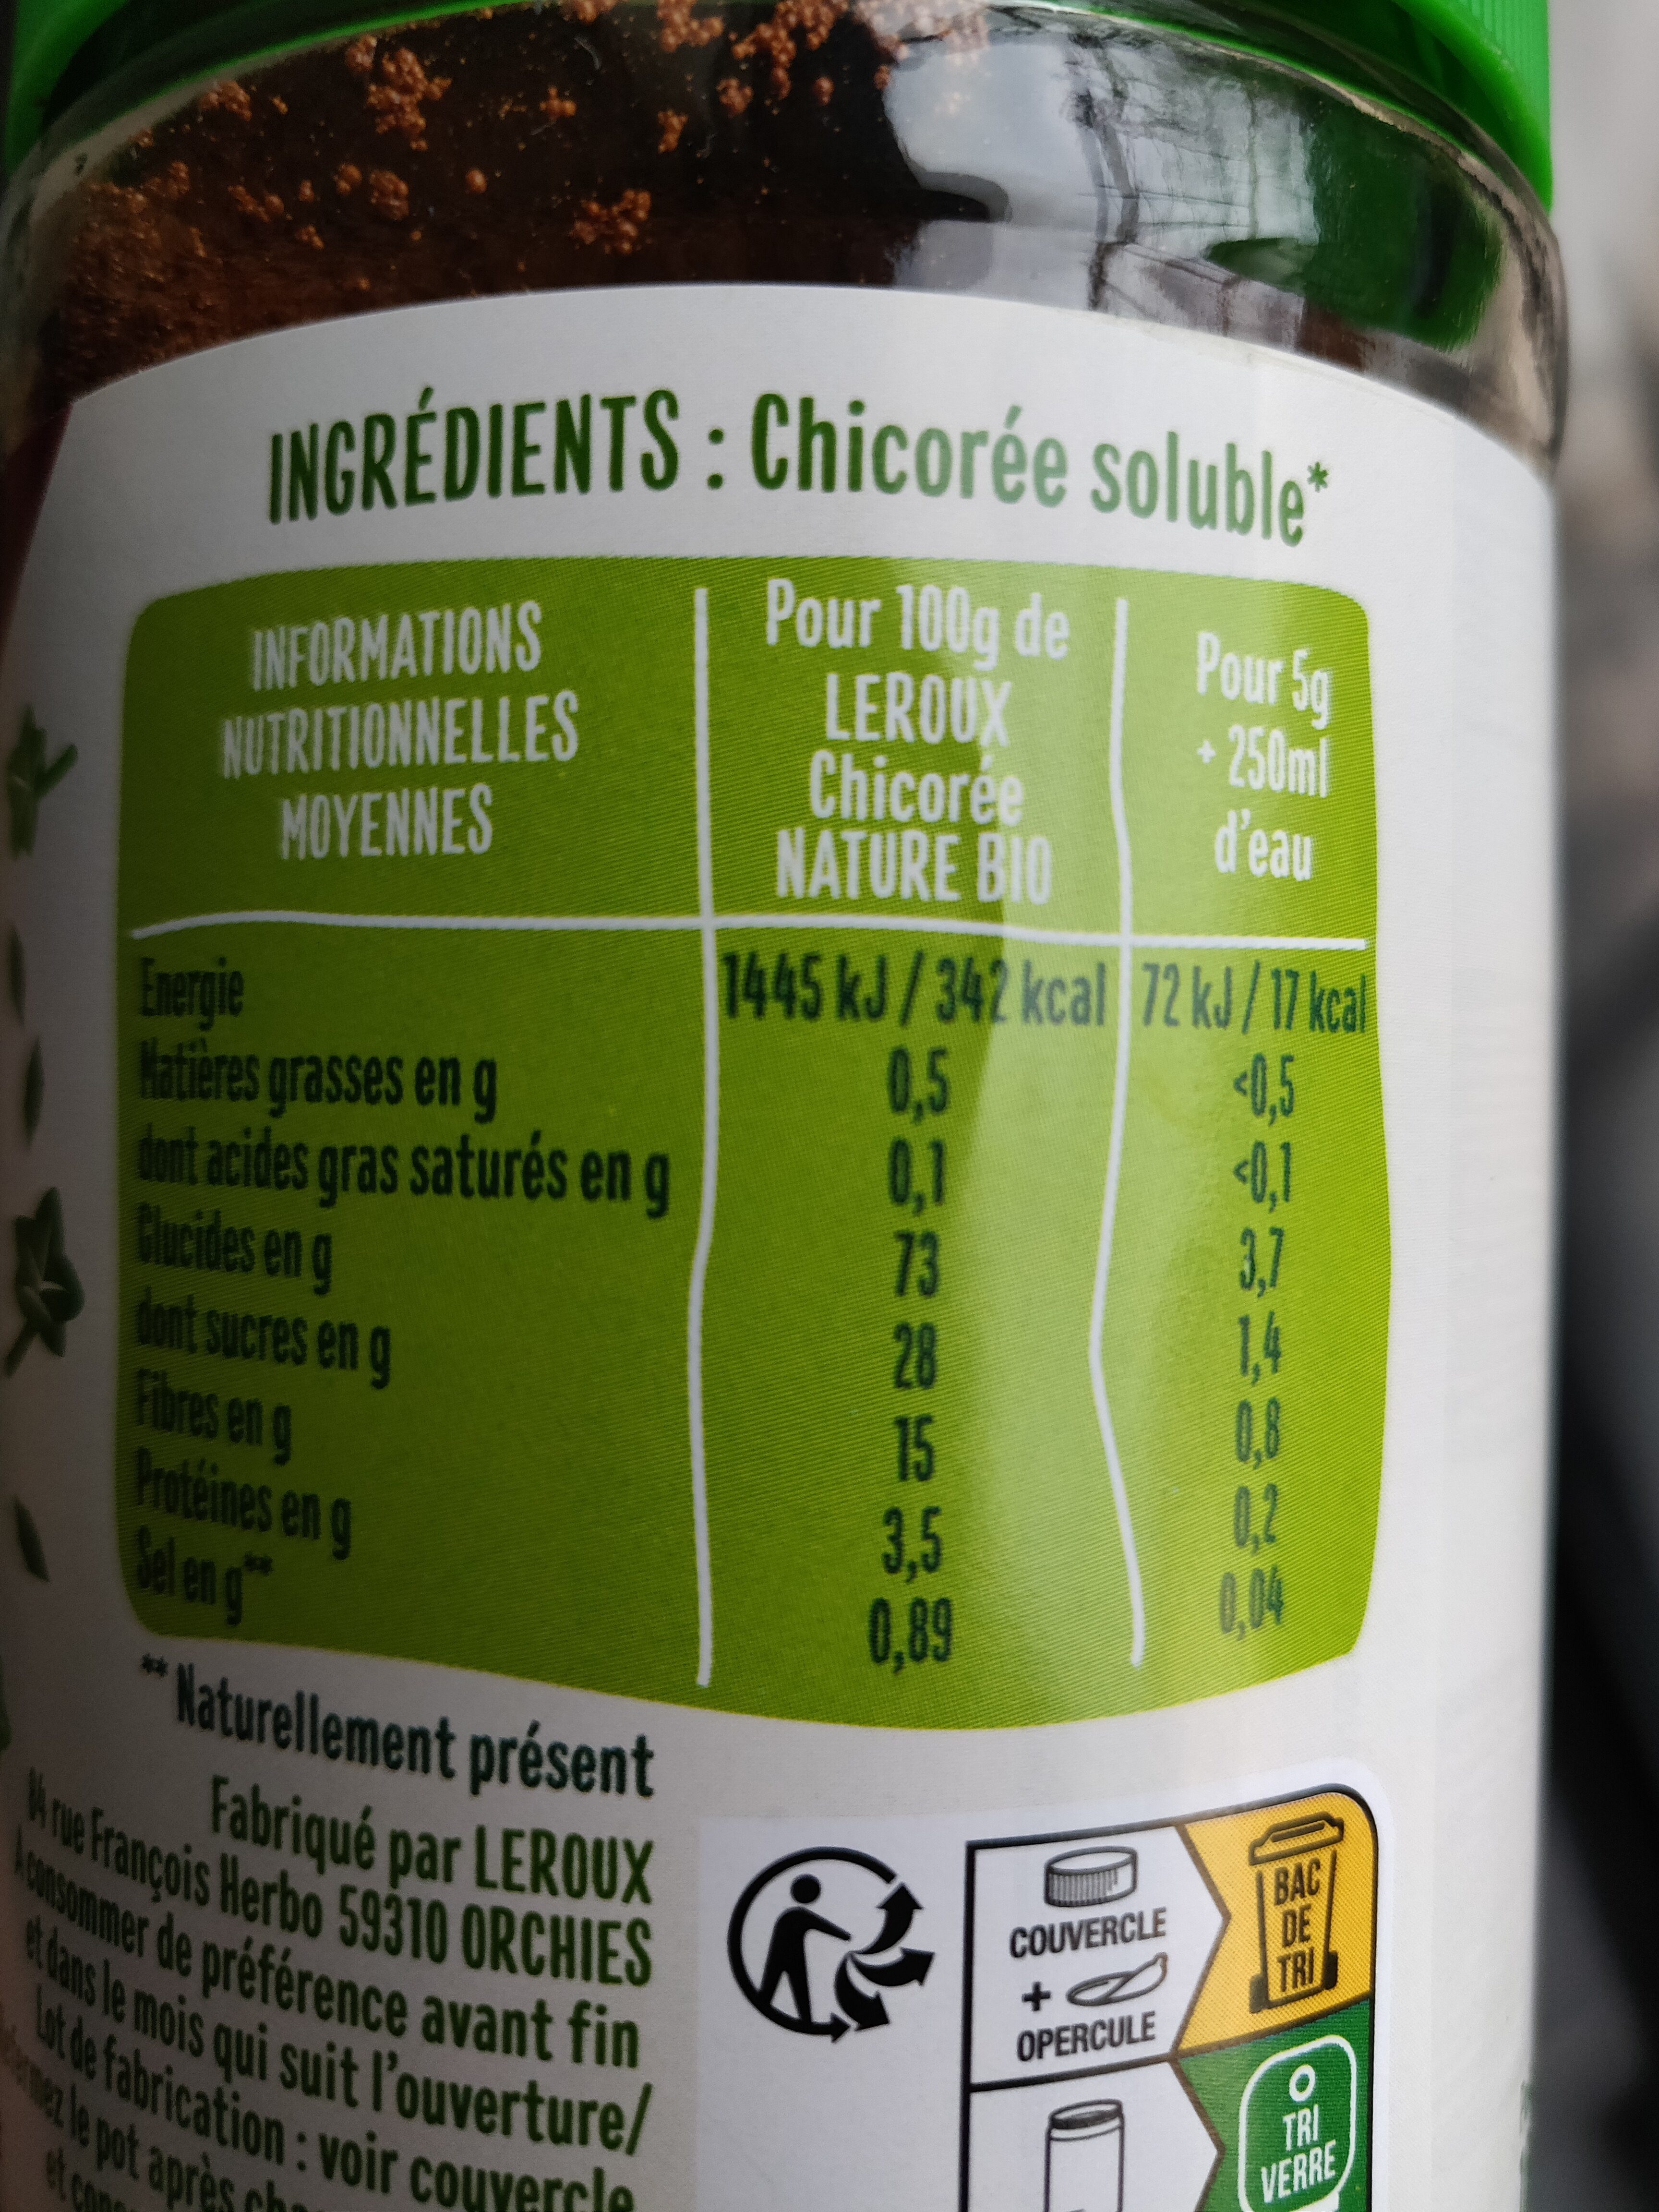 INGRÉDIENTS : Chicorée soluble*
INFORMATIONS
NUTRITIONNELLES
MOYENNES
Pour 100g de
LEROUX
Chicorée
NATURE BIO
Pour 5g
+ 250ml
d'eau
Energie 1445 kJ / 342 kcal 72 kJ / 17 kcal
Matières grasses en g 0,5 <0,5
dont acides gras saturés en g 0,1 <0,1
Glucides en g 73 3,7
dont sucres en g 28 1,4
Fibres en g 15 0,8
Protéines en g 3,5 0,2
Sel en g** 0,89 0,04
** Naturellement présent
Fabriqué par LEROUX
84 rue François Herbo 59310 ORCHIES
A consommer de préférence avant fin
et dans le mois qui suit l'ouverture/
Lot de fabrication : voir couvercle
le pot après
et
COUVERCLE
+
OPERCULE
BAC
DE
TRI
TRI
VERRE